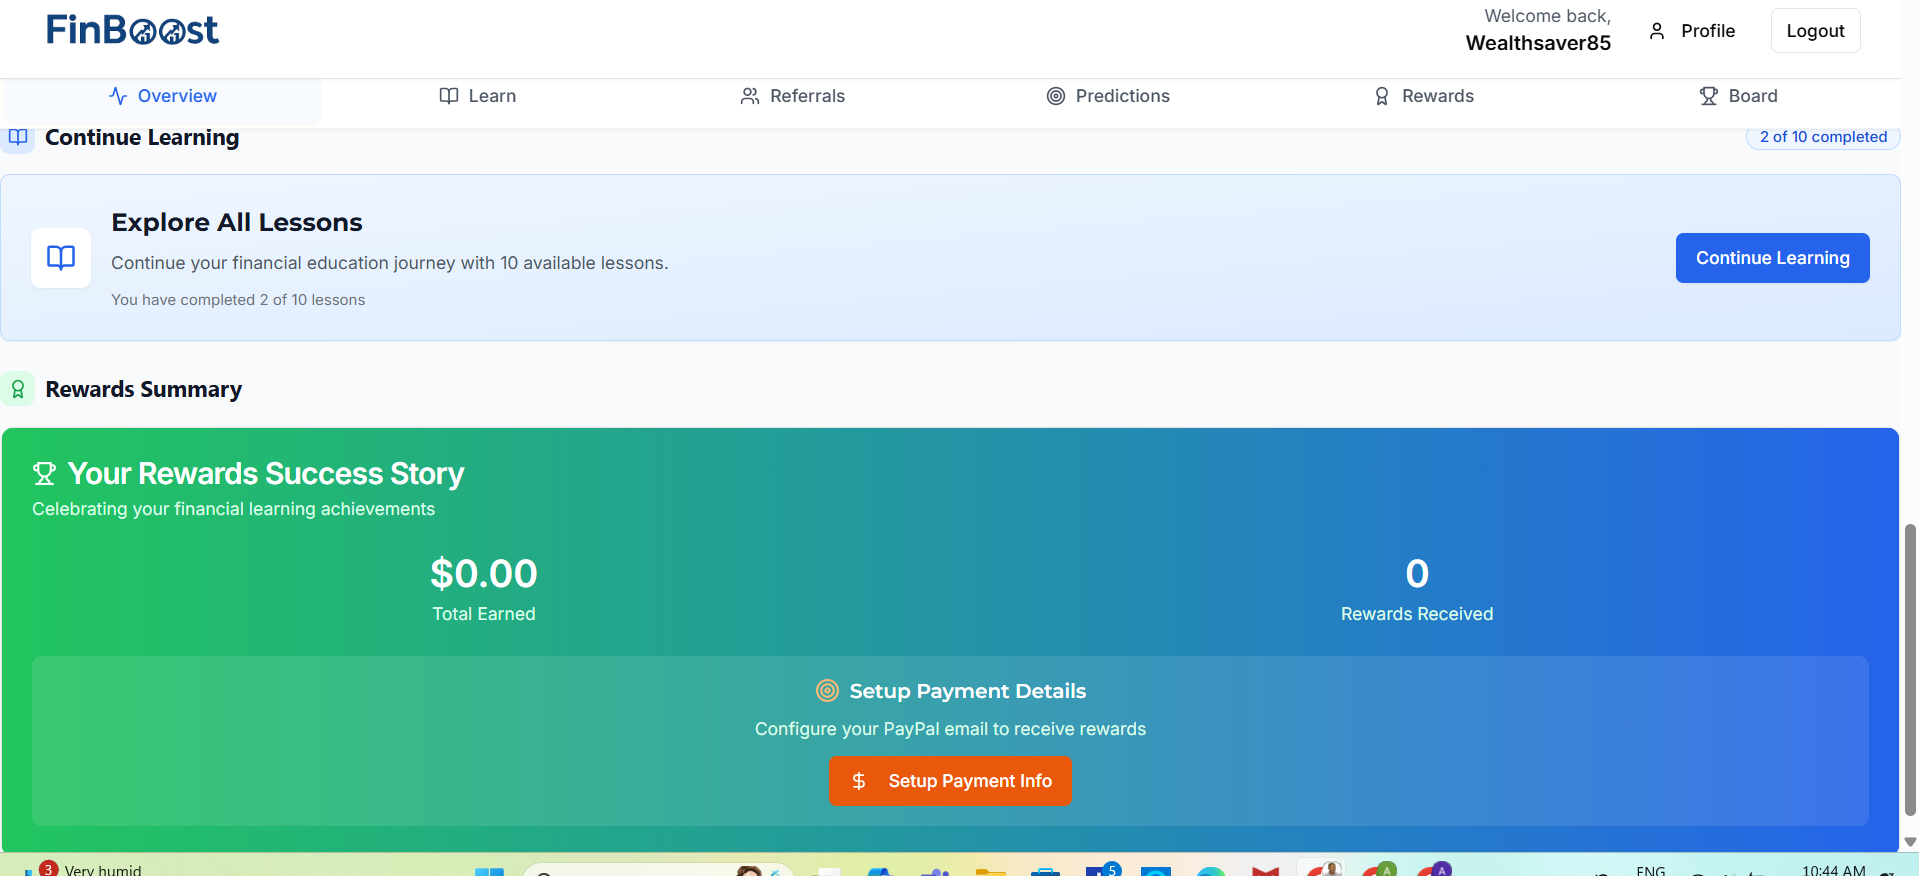 FinBoost
Welcome back,
Wealthsaver85
Profile
Logout
Overview
Learn
Referrals
Predictions
Rewards
Board
Continue Learning
2 of 10 completed
Explore All Lessons
Continue your financial education journey with 10 available lessons.
You have completed 2 of 10 lessons
Continue Learning
Rewards Summary
Your Rewards Success Story
Celebrating your financial learning achievements
$0.00
Total Earned
0
Rewards Received
Setup Payment Details
Configure your PayPal email to receive rewards
$ Setup Payment Info
3
Very humid
5
A
A
ENG
10:44 AM